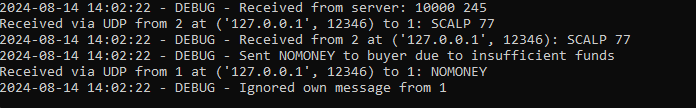 2024-08-14 14:02:22 - DEBUG - Received from server: 10000 245
Received via UDP from 2 at ('127.0.0.1', 12346) to 1: SCALP 77
2024-08-14 14:02:22 - DEBUG - Received from 2 at ('127.0.0.1', 12346): SCALP 77
2024-08-14 14:02:22 - DEBUG - Sent NOMONEY to buyer due to insufficient funds
Received via UDP from 1 at ('127.0.0.1', 12346) to 1: NOMONEY
2024-08-14 14:02:22 - DEBUG - Ignored own message from 1